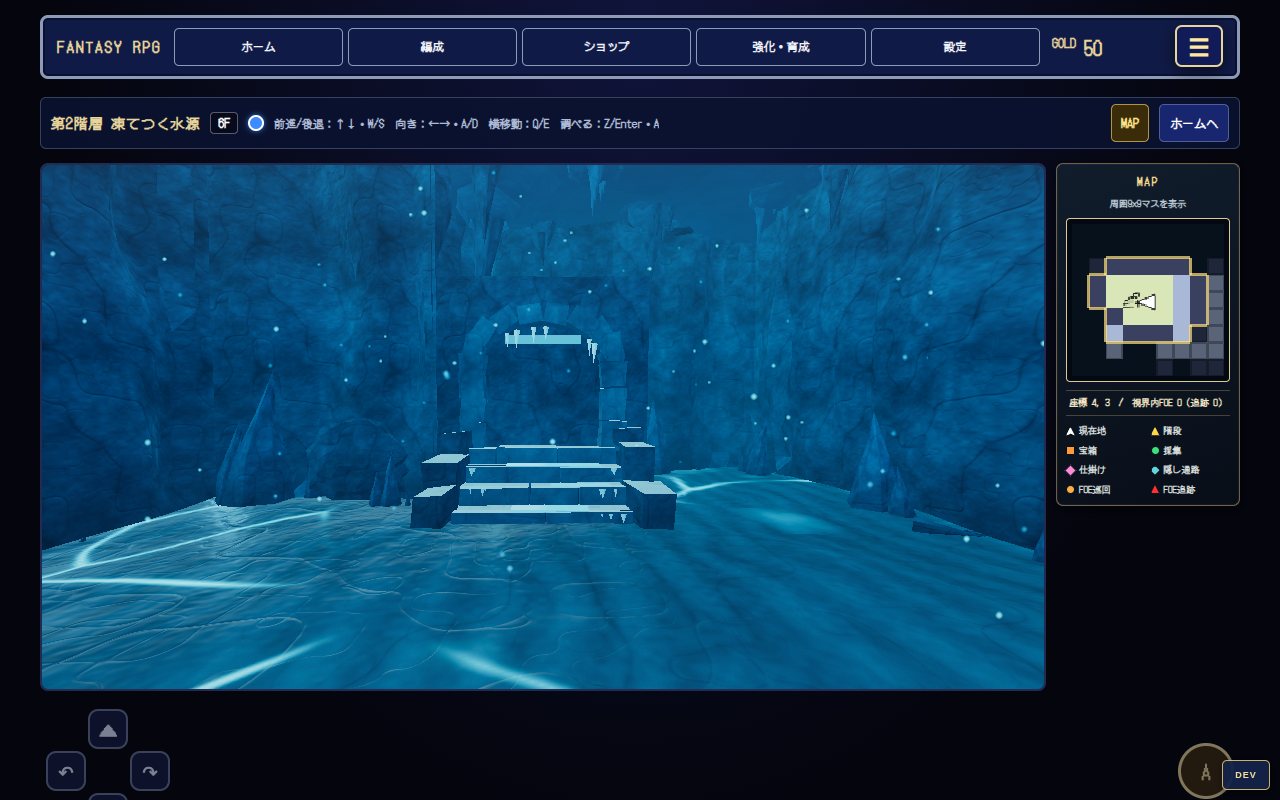 FANTASY RPG ホーム 編成 ショップ 強化・育成 設定 GOLD 50
第2階層 凍てつく水源 6F 前進/後退：↑↓・W/S 向き：←→・A/D 横移動：Q/E 調べる：Z/Enter・A MAP ホームへ
MAP
周囲9x9マスを表示
座標 4, 3 / 視界内FOE 0（追跡 0）
現在地 階段
宝箱 採集
仕掛け 隠し通路
FOE巡回 FOE追跡
A DEV